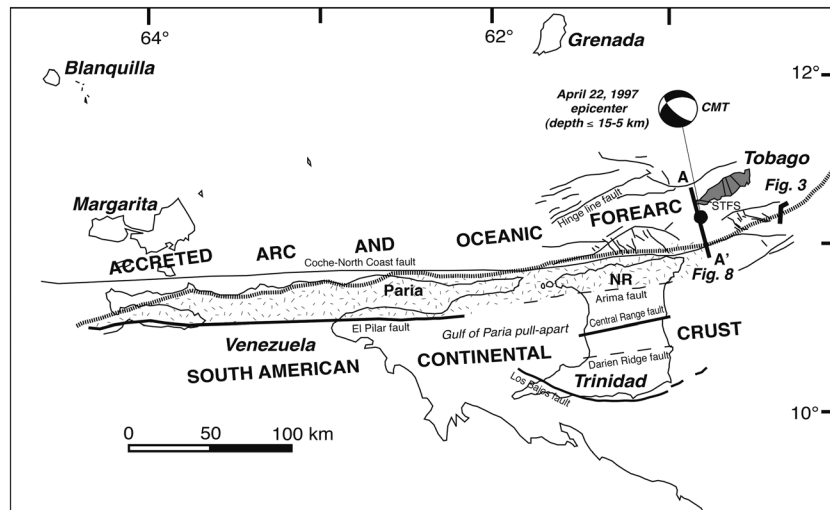 64°
62°
Grenada
Blanquilla
12°
April 22, 1997
epicenter
(depth ≤ 15-5 km)
CMT
Tobago
A
Fig. 3
Margarita
Hinge line fault
STFS
FOREARC
OCEANIC
AND
ARC
ACCRETED
Coche-North Coast fault
A'
Fig. 8
NR
Paria
Arima fault
Central Range fault
El Pilar fault
Gulf of Paria pull-apart
CRUST
Venezuela
CONTINENTAL
SOUTH AMERICAN
Darien Ridge fault
Trinidad
Los Bajos fault
10°
0 50 100 km